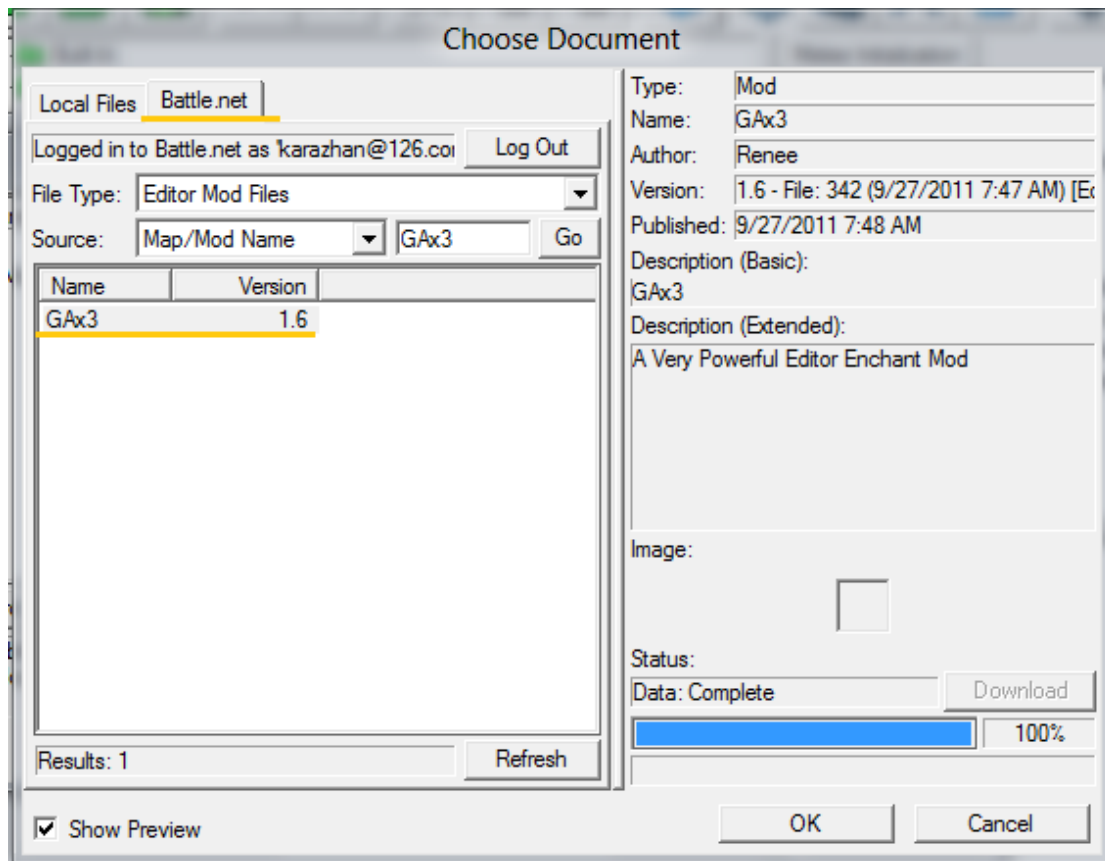 Choose Document
Local Files
Battle.net
Logged in to Battle.net as 'karazhan@126.co
Log Out
File Type:
Editor Mod Files
Source:
Map/Mod Name
GAx3
Go
Name
Version
GAx3
1.6
Results: 1
Refresh
Show Preview
Type:
Mod
Name:
GAx3
Author:
Renee
Version:
1.6 - File: 342 (9/27/2011 7:47 AM) [Ed
Published:
9/27/2011 7:48 AM
Description (Basic):
GAx3
Description (Extended):
A Very Powerful Editor Enchant Mod
Image:
Status:
Data: Complete
Download
100%
OK
Cancel